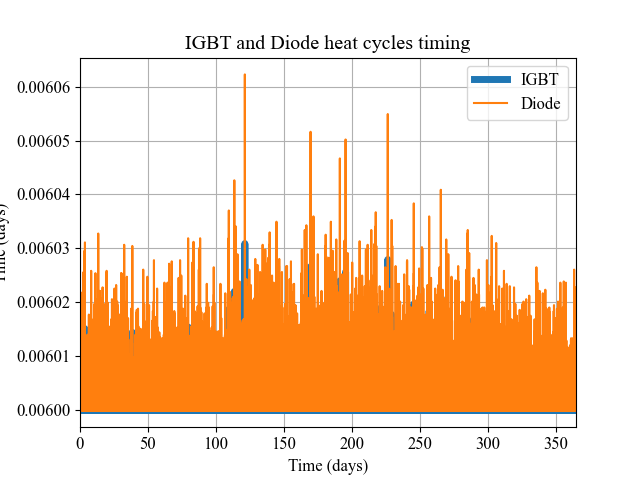 IGBT and Diode heat cycles timing
IGBT
Diode
0.00606
0.00605
0.00604
0.00603
0.00602
0.00601
0.00600
(days)
0 50 100 150 200 250 300 350
Time (days)